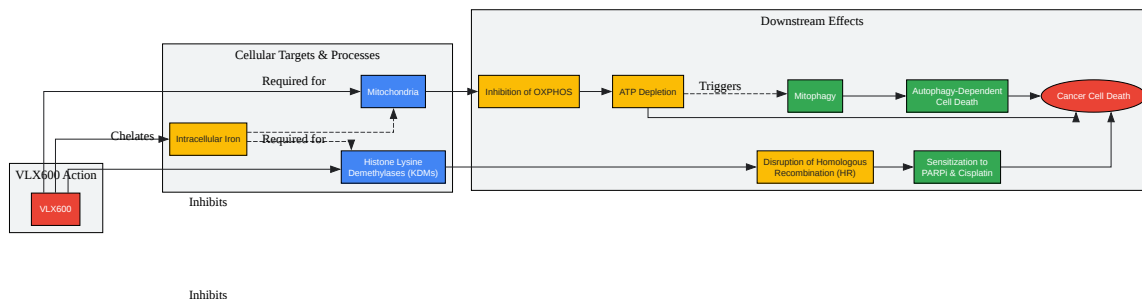 Downstream Effects
Cellular Targets & Processes
Required for
Mitochondria
Inhibition of OXPHOS
ATP Depletion
Triggers
Mitophagy
Autophagy-Dependent
Cell Death
Cancer Cell Death
Chelates
Intracellular Iron
Required for
Histone Lysine
Demethylases (KDMs)
Disruption of Homologous
Recombination (HR)
Sensitization to
PARPi & Cisplatin
VLX600 Action
VLX600
Inhibits
Inhibits